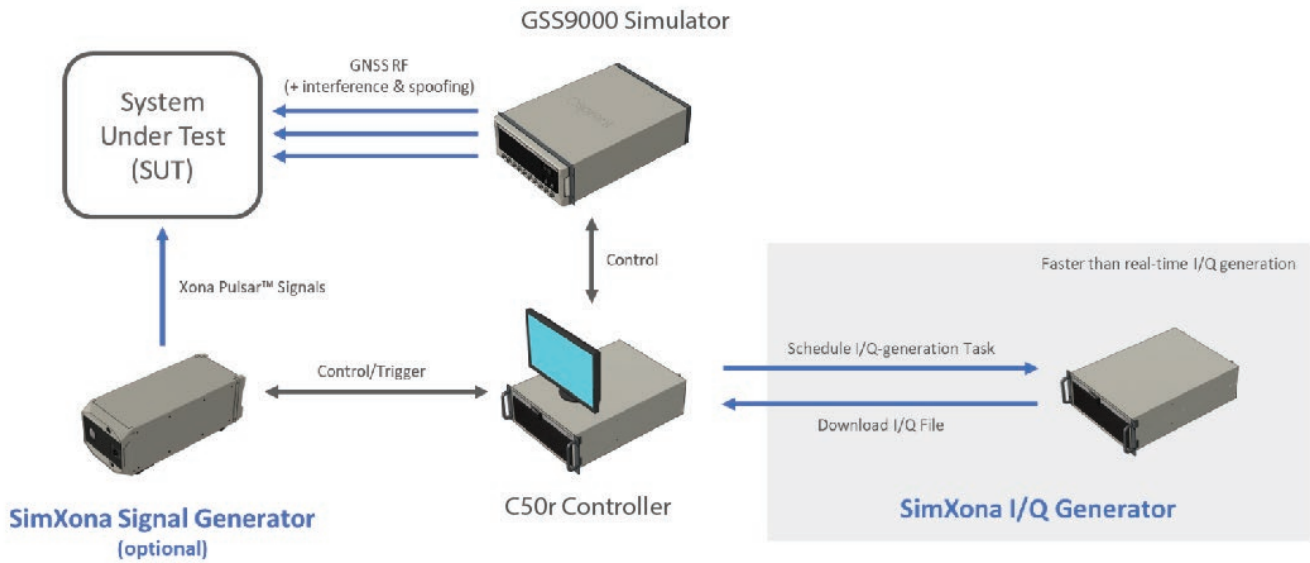 GSS9000 Simulator
GNSS RF
(+ interference & spoofing)
System
Under Test
(SUT)
Control
Faster than real-time I/Q generation
Xona Pulsar™ Signals
Schedule I/Q-generation Task
Control/Trigger
Download I/Q File
SimXona Signal Generator
(optional)
C50r Controller
SimXona I/Q Generator